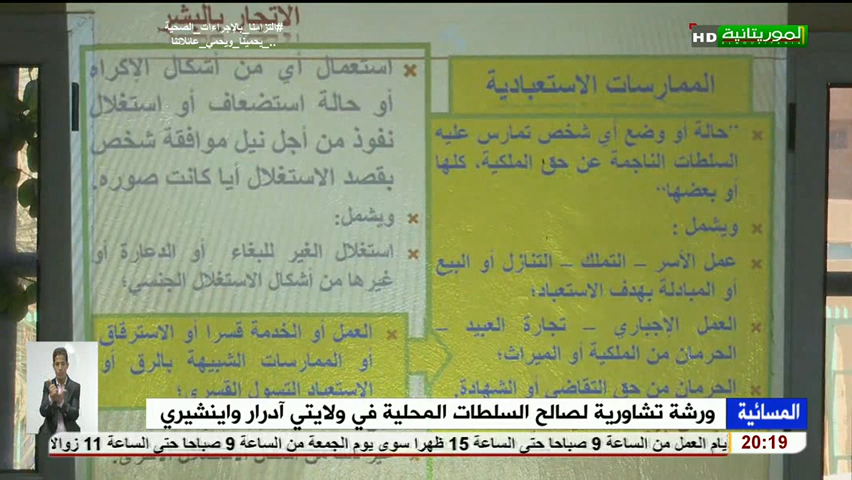 #التزامنا_بالإجراءات_الصحية
..يحمينا_ويحمي_عائلاتنا
الموريتانية
HD
الاتجار بالبشر
الممارسات الاستعبادية
"حالة أو وضع أي شخص تمارس عليه
السلطات الناجمة عن حق الملكية، كلها
أو بعضها"
ويشمل :
عمل الأسر – التملك – التنازل أو البيع
أو المبادلة بهدف الاستعباد؛
العمل الإجباري – تجارة العبيد –
الحرمان من الملكية أو الميراث؛
الحرمان من حق التقاضي أو الشهادة.
استعمال أي من أشكال الإكراه
أو حالة استضعاف أو استغلال
نفوذ من أجل نيل موافقة شخص
بقصد الاستغلال أيا كانت صوره.
ويشمل:
استغلال الغير للبغاء أو الدعارة أو
غيرها من أشكال الاستغلال الجنسي؛
العمل أو الخدمة قسرا أو الاسترقاق
أو الممارسات الشبيهة بالرق أو
الاستعباد التسول القسري؛
المسائية
ورشة تشاورية لصالح السلطات المحلية في ولايتي آدرار واينشيري
20:19
يام العمل من الساعة 9 صباحا حتى الساعة 15 ظهرا سوى يوم الجمعة من الساعة 9 صباحا حتى الساعة 11 زوالا